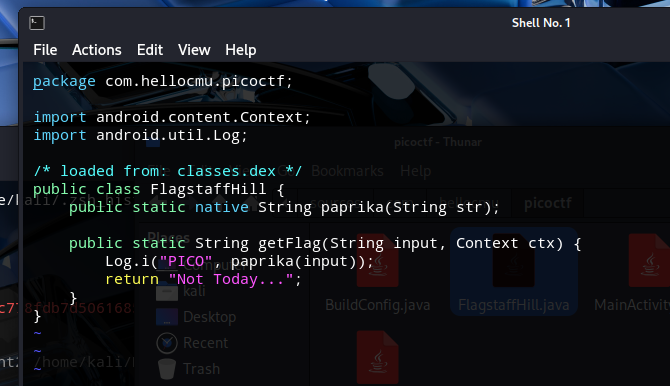 Shell No. 1
File Actions Edit View Help
package com.hellocmu.picoctf;
import android.content.Context;
import android.util.Log;
picoctf - Thunar
Bookmarks Help
/* loaded from: classes.dex */
public class FlagstaffHill {
picoctf
public static native String paprika(String str);
Places
public static String getFlag(String input, Context ctx) {
Log.i("PICO", paprika(input));
return "Not Today...";
kali
}
BuildConfig.java
FlagstaffHill.java
MainActivity
}
Desktop
~
~
Recent
~
/home/kali/
Trash